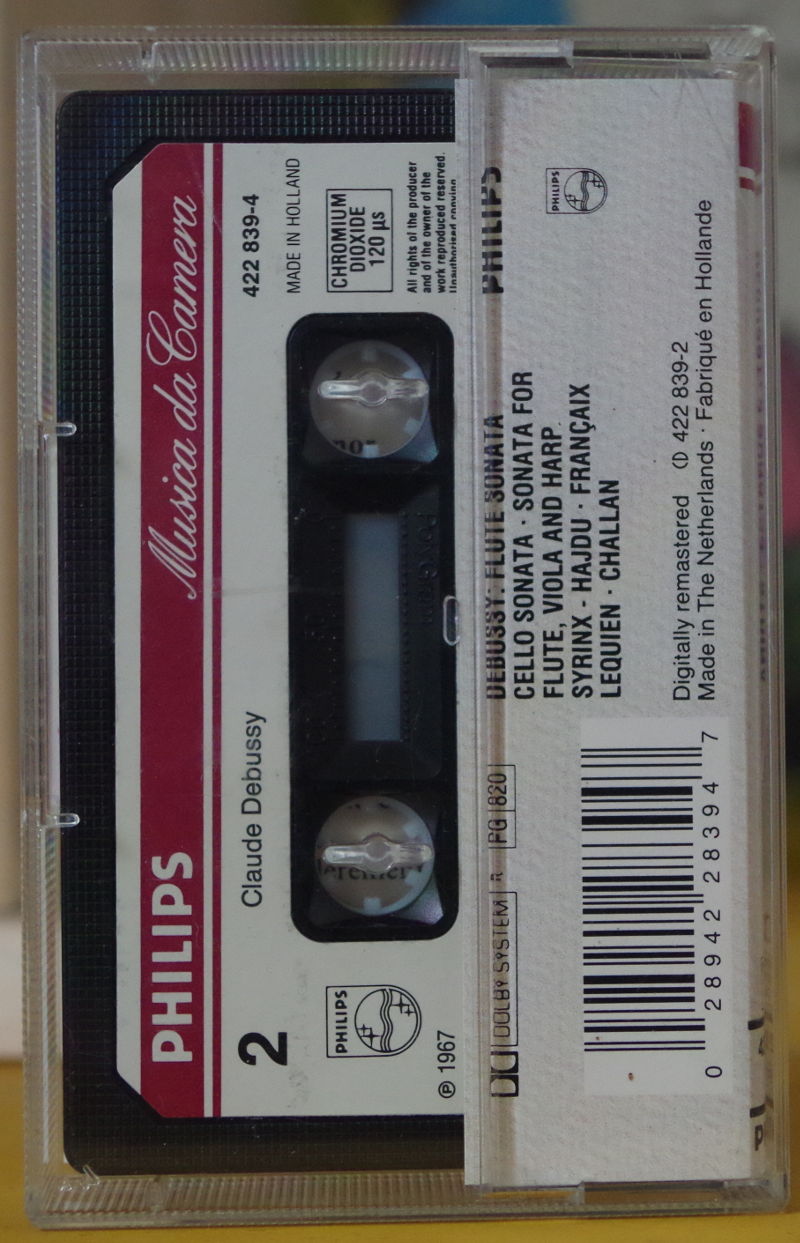 PHILIPS Musica da Camera
2
Claude Debussy
422 839-4
MADE IN HOLLAND
PHILIPS
CHROMIUM
DIOXIDE
120 µs
℗ 1967
All rights of the producer
and of the owner of the
work reproduced reserved.
Unauthorised copying
PHILIPS
DOLBY SYSTEM R PG 820
DEBUSSY: FLUTE SONATA
CELLO SONATA · SONATA FOR
FLUTE, VIOLA AND HARP
SYRINX - HAJDU · FRANÇAIX
LEQUIEN · CHALLAN
PHILIPS
Digitally remastered CD 422 839-2
Made in The Netherlands · Fabriqué en Hollande
0 28942 28394 7